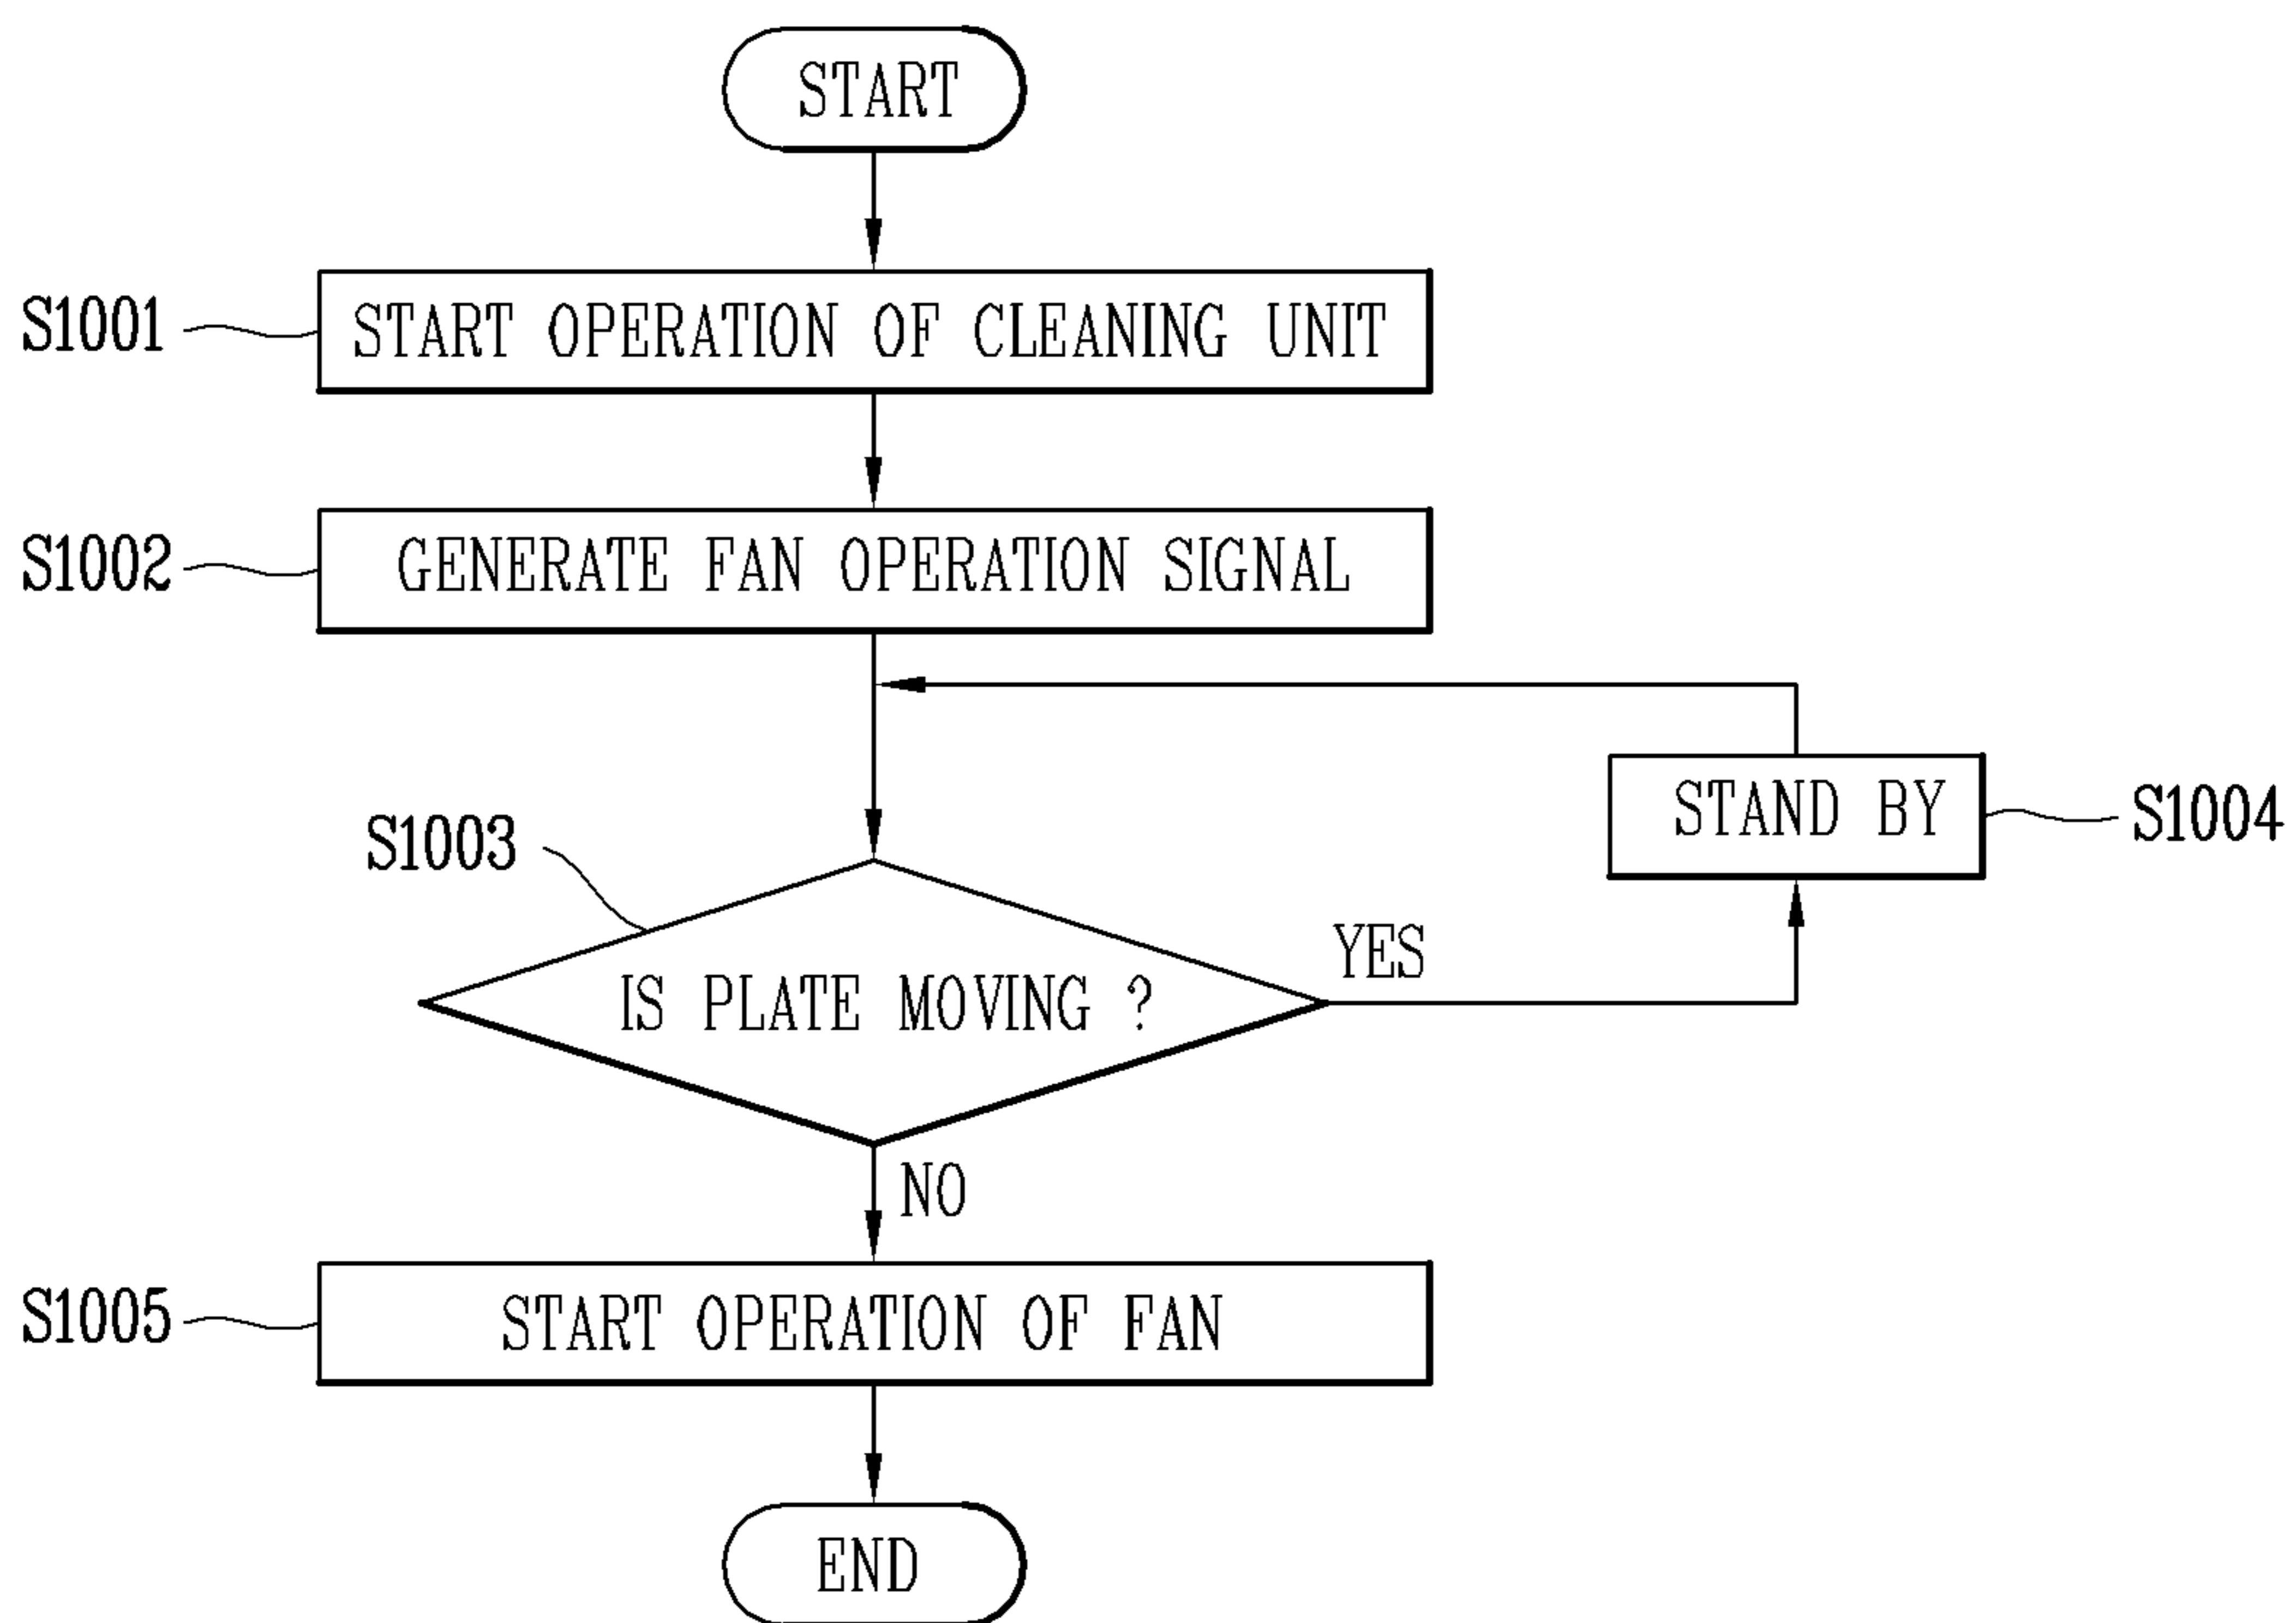 START
S1001
START OPERATION OF CLEANING UNIT
S1002
GENERATE FAN OPERATION SIGNAL
STAND BY
S1004
S1003
YES
IS PLATE MOVING ?
NO
S1005
START OPERATION OF FAN
END